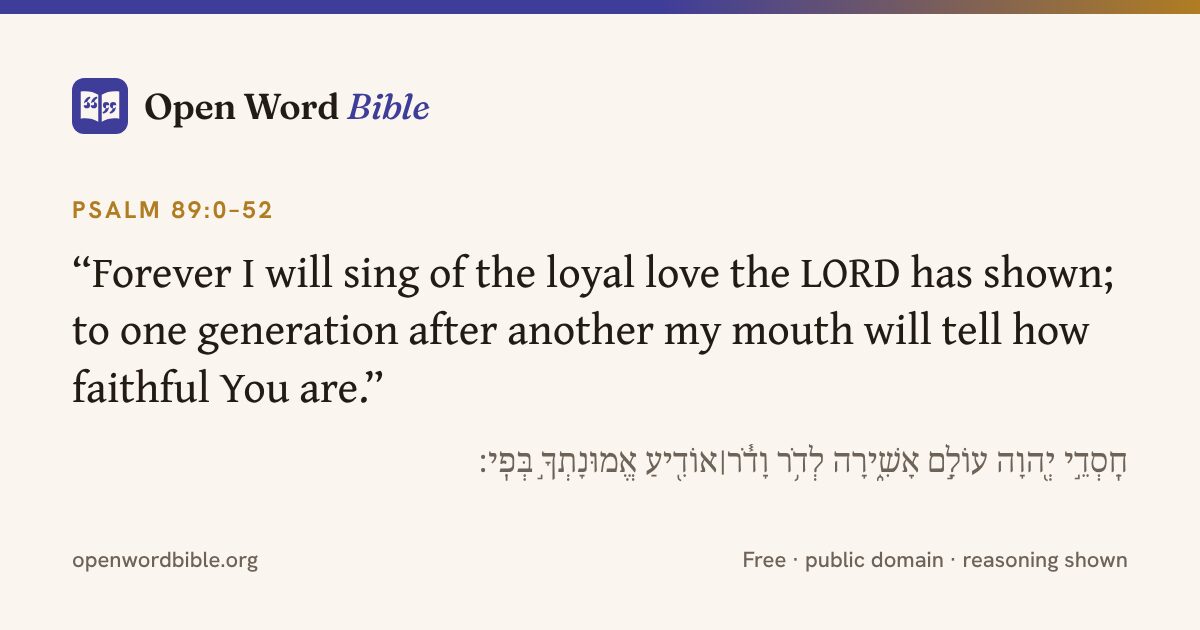 Open Word Bible
PSALM 89:0–52
“Forever I will sing of the loyal love the LORD has shown;
to one generation after another my mouth will tell how
faithful You are.”
חַֽסְדֵ֣י יְ֭הוָה עוֹלָ֣ם אָשִׁ֑ירָה לְדֹ֥ר וָדֹ֓ר׀אוֹדִ֖יעַ אֱמוּנָתְךָ֣ בְּפִֽי׃
openwordbible.org
Free · public domain · reasoning shown